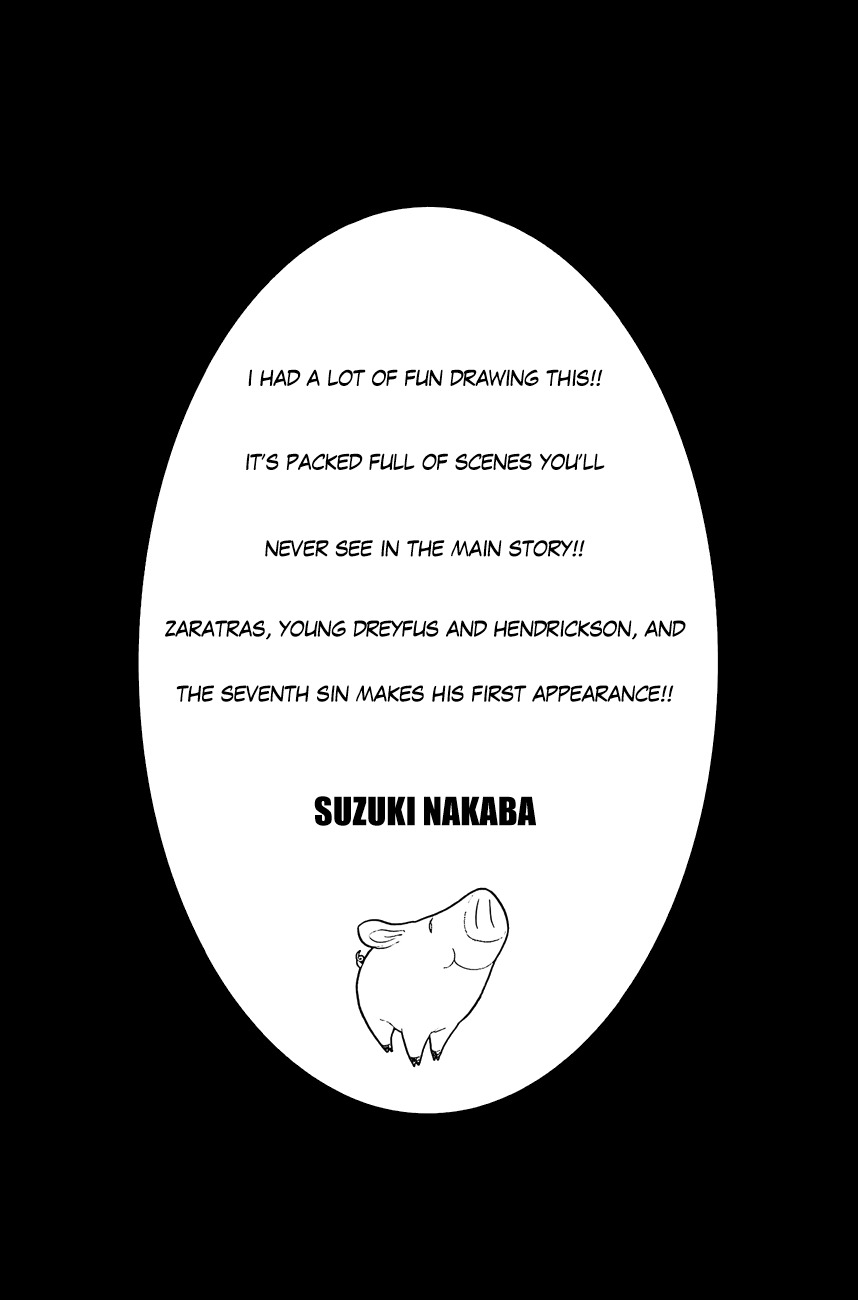 I HAD A LOT OF FUN DRAWING THIS!!
IT'S PACKED FULL OF SCENES YOU'LL
NEVER SEE IN THE MAIN STORY!!
ZARATRAS, YOUNG DREYFUS AND HENDRICKSON, AND
THE SEVENTH SIN MAKES HIS FIRST APPEARANCE!!
SUZUKI NAKABA